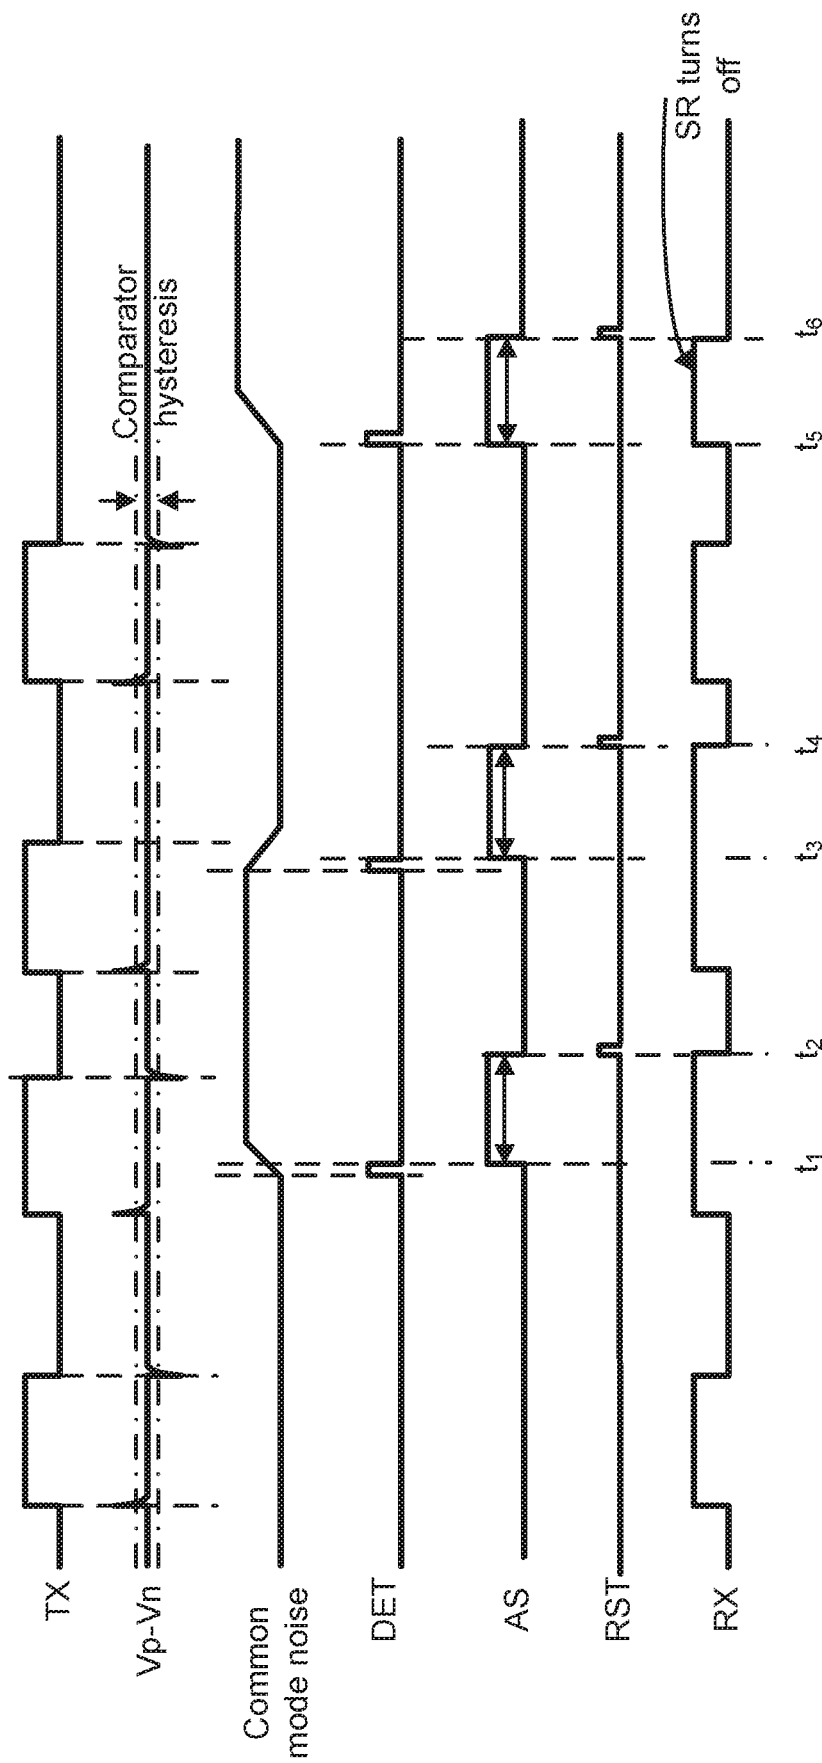 TX
Vp-Vn
Comparator
hysteresis
Common
mode noise
DET
AS
RST
RX
SR turns
off
t1
t2
t3
t4
t5
t6